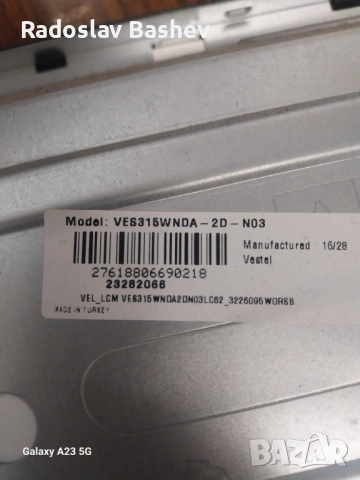 Radoslav Bashev
Model: VES315WNDA-2D-N03
Manufactured 16/28
Vestel
27618806690218
23282066
VEL_LCM VES315WNDA2DN03LC62_3226095WORSB
MADE IN TURKEY
Galaxy A23 5G
BAZAR